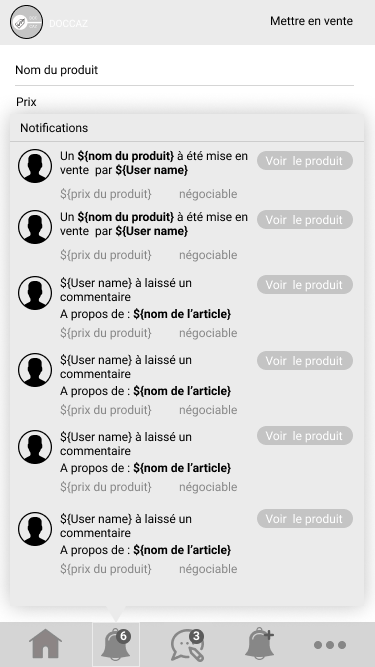 DOCCAZ
Mettre en vente
Nom du produit
Prix
Notifications
Un ${nom du produit} à été mise en
vente par ${User name}
Voir le produit
${prix du produit} négociable
Un ${nom du produit} à été mise en
vente par ${User name}
Voir le produit
${prix du produit} négociable
${User name} à laissé un
commentaire
Voir le produit
A propos de : ${nom de l'article}
${prix du produit} négociable
${User name} à laissé un
commentaire
Voir le produit
A propos de : ${nom de l'article}
${prix du produit} négociable
${User name} à laissé un
commentaire
Voir le produit
A propos de : ${nom de l'article}
${prix du produit} négociable
${User name} à laissé un
commentaire
Voir le produit
A propos de : ${nom de l'article}
${prix du produit} négociable
6
3